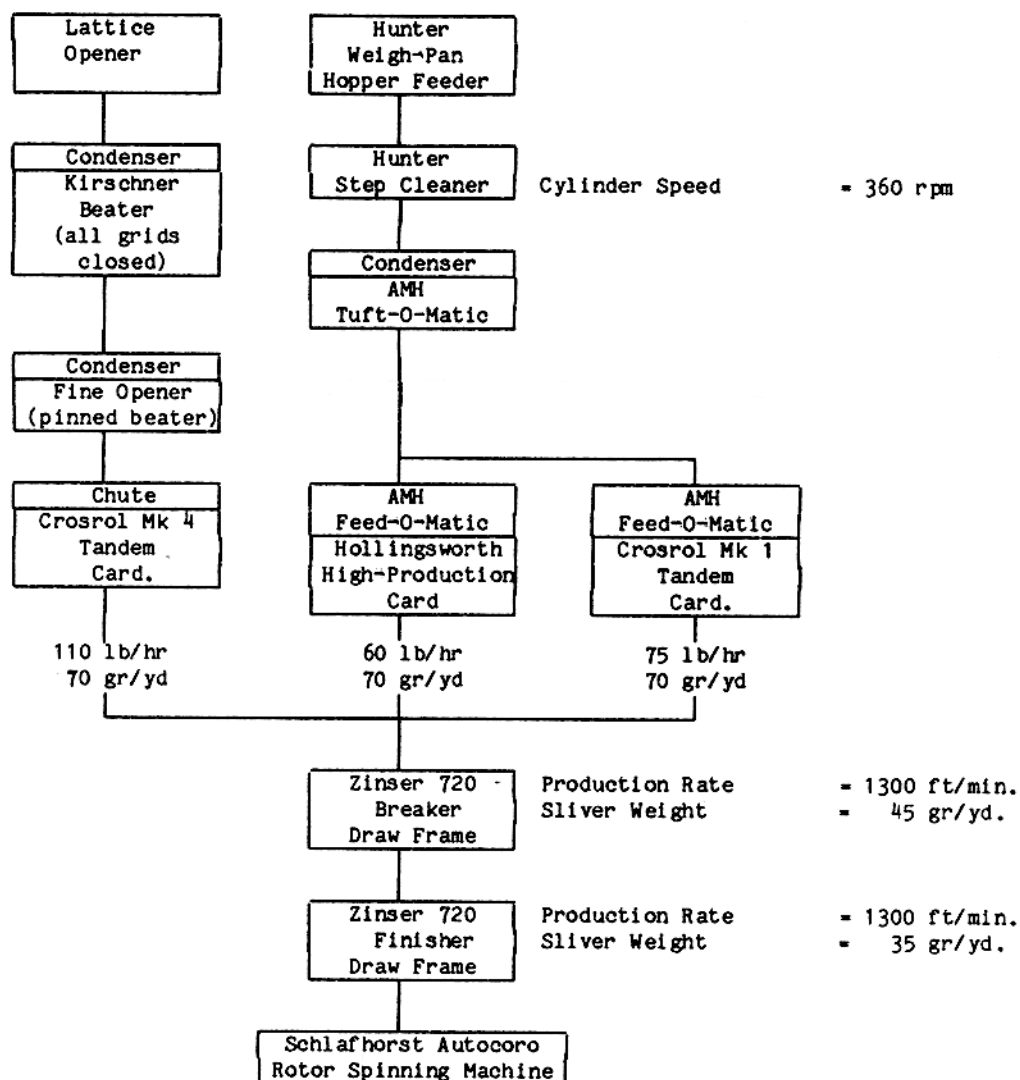 Lattice
Opener
Hunter
Weigh-Pan
Hopper Feeder
Condenser
Kirschner
Beater
(all grids
closed)
Hunter
Step Cleaner
Cylinder Speed = 360 rpm
Condenser
AMH
Tuft-O-Matic
Condenser
Fine Opener
(pinned beater)
Chute
Crosrol Mk 4
Tandem
Card.
AMH
Feed-O-Matic
Hollingsworth
High-Production
Card
AMH
Feed-O-Matic
Crosrol Mk 1
Tandem
Card.
110 lb/hr
70 gr/yd
60 lb/hr
70 gr/yd
75 lb/hr
70 gr/yd
Zinser 720
Breaker
Draw Frame
Production Rate = 1300 ft/min.
Sliver Weight = 45 gr/yd.
Zinser 720
Finisher
Draw Frame
Production Rate = 1300 ft/min.
Sliver Weight = 35 gr/yd.
Schlafhorst Autocoro
Rotor Spinning Machine